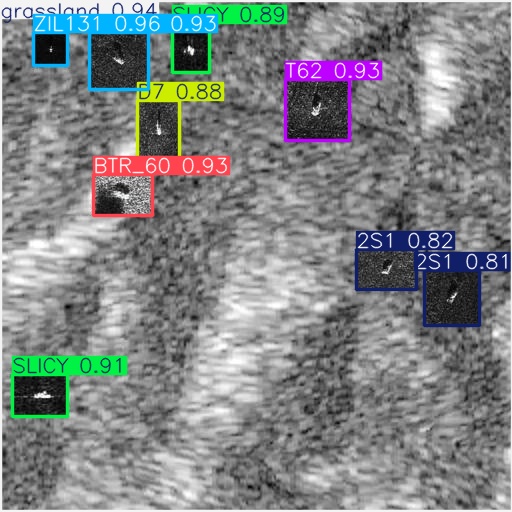 grassland 0.94
SLICY 0.89
ZIL131 0.96
0.93
T62 0.93
D7 0.88
BTR_60 0.93
2S1 0.82
2S1 0.81
SLICY 0.91